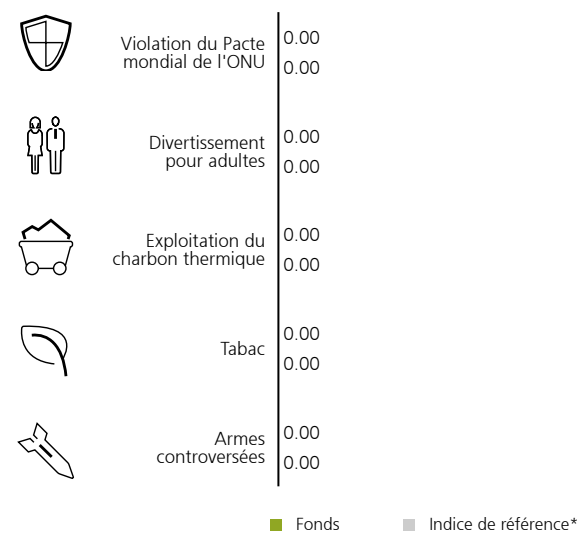 Violation du Pacte
mondial de l'ONU
0.00
0.00
Divertissement
pour adultes
0.00
0.00
Exploitation du
charbon thermique
0.00
0.00
Tabac
0.00
0.00
Armes
controversées
0.00
0.00
Fonds Indice de référence*